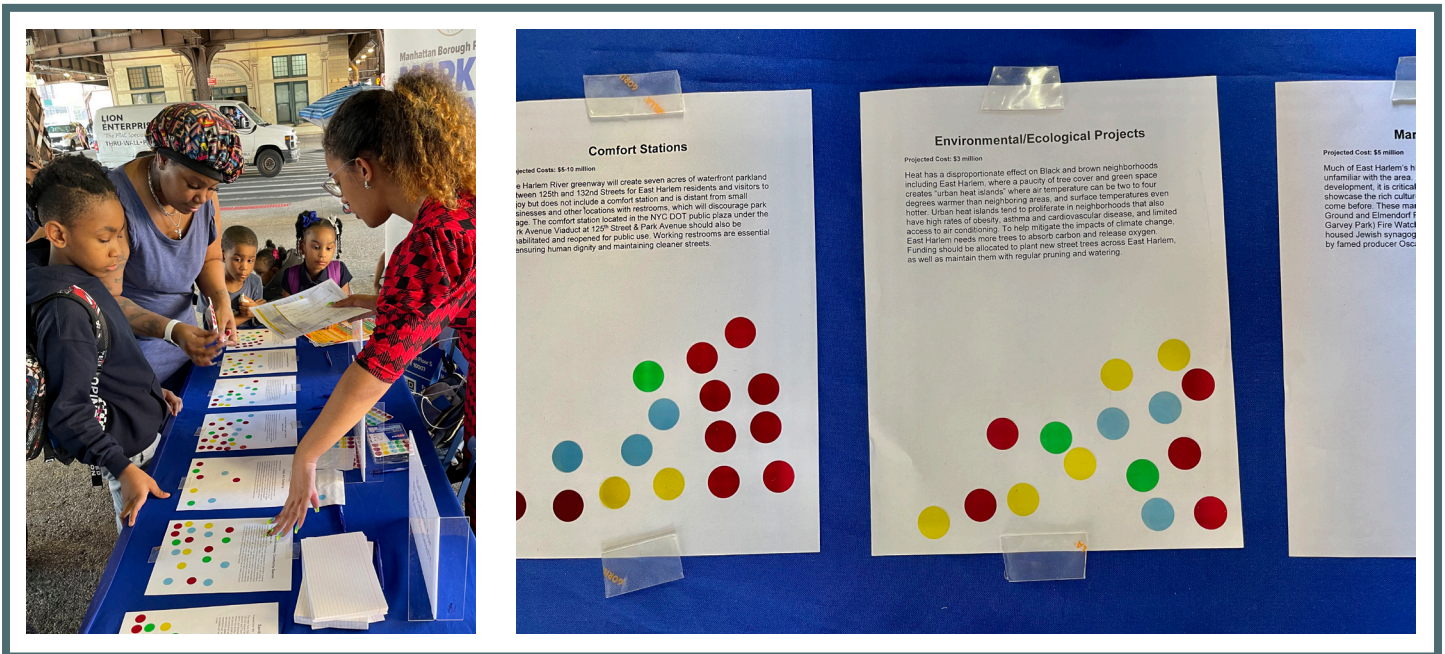 Manhattan Borough
MARK
LION
ENTERPRIS
THRU-WALL
Comfort Stations
Projected Costs: $5-10 million
Harlem River greenway will create seven acres of waterfront parkland
125th and 132nd Streets for East Harlem residents and visitors to
but does not include a comfort station and is distant from small
and other locations with restrooms, which will discourage park
The comfort station located in the NYC DOT public plaza under the
Avenue Viaduct at 125th Street & Park Avenue should also be
and reopened for public use. Working restrooms are essential
ensuring human dignity and maintaining cleaner streets.
Environmental/Ecological Projects
Projected Cost: $3 million
Heat has a disproportionate effect on Black and brown neighborhoods
including East Harlem, where a paucity of tree cover and green space
creates "urban heat islands" where air temperature can be two to four
degrees warmer than neighboring areas, and surface temperatures even
hotter. Urban heat islands tend to proliferate in neighborhoods that also
have high rates of obesity, asthma and cardiovascular disease, and limited
access to air conditioning. To help mitigate the impacts of climate change,
East Harlem needs more trees to absorb carbon and release oxygen.
Funding should be allocated to plant new street trees across East Harlem,
as well as maintain them with regular pruning and watering.
Mar
Projected Cost: $5 million
Much of East Harlem's h
unfamiliar with the area.
development, it is critical
showcase the rich cultur
come before. These mar
Ground and Elmendorf R
Garvey Park) Fire Watc
housed Jewish synagog
by famed producer Osca